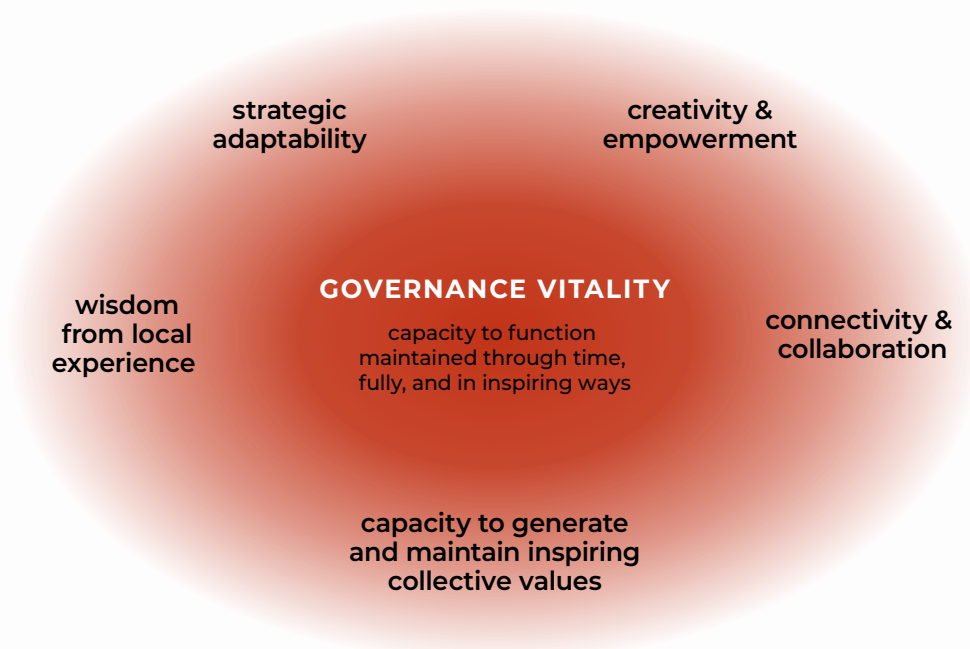 strategic
adaptability
creativity &
empowerment
GOVERNANCE VITALITY
capacity to function
maintained through time,
fully, and in inspiring ways
wisdom
from local
experience
connectivity &
collaboration
capacity to generate
and maintain inspiring
collective values